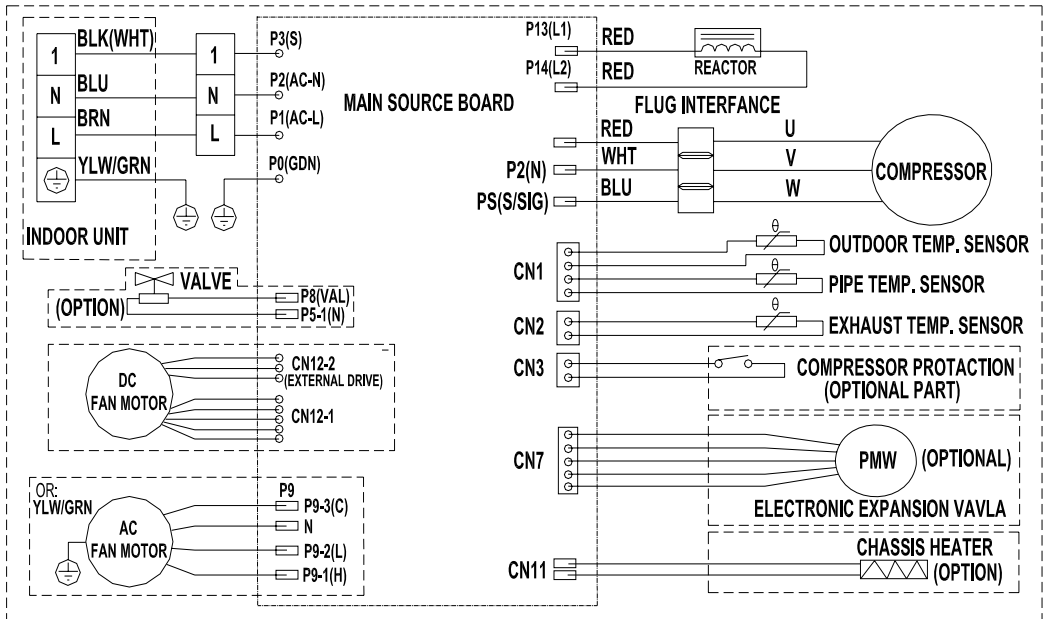 1
N
L
BLK(WHT)
BLU
BRN
YLW/GRN
1
N
L
P3(S)
P2(AC-N)
P1(AC-L)
P0(GDN)
INDOOR UNIT
MAIN SOURCE BOARD
P13(L1)
RED
P14(L2)
RED
REACTOR
FLUG INTERFANCE
RED
WHT
BLU
P2(N)
PS(S/SIG)
U
V
W
COMPRESSOR
CN1
θ
OUTDOOR TEMP. SENSOR
θ
PIPE TEMP. SENSOR
CN2
θ
EXHAUST TEMP. SENSOR
CN3
COMPRESSOR PROTACTION
(OPTIONAL PART)
VALVE
(OPTION)
P8(VAL)
P5-1(N)
DC
FAN MOTOR
CN12-2
(EXTERNAL DRIVE)
CN12-1
CN7
PMW
(OPTIONAL)
ELECTRONIC EXPANSION VAVLA
OR:
YLW/GRN
AC
FAN MOTOR
P9
P9-3(C)
N
P9-2(L)
P9-1(H)
CN11
CHASSIS HEATER
(OPTION)